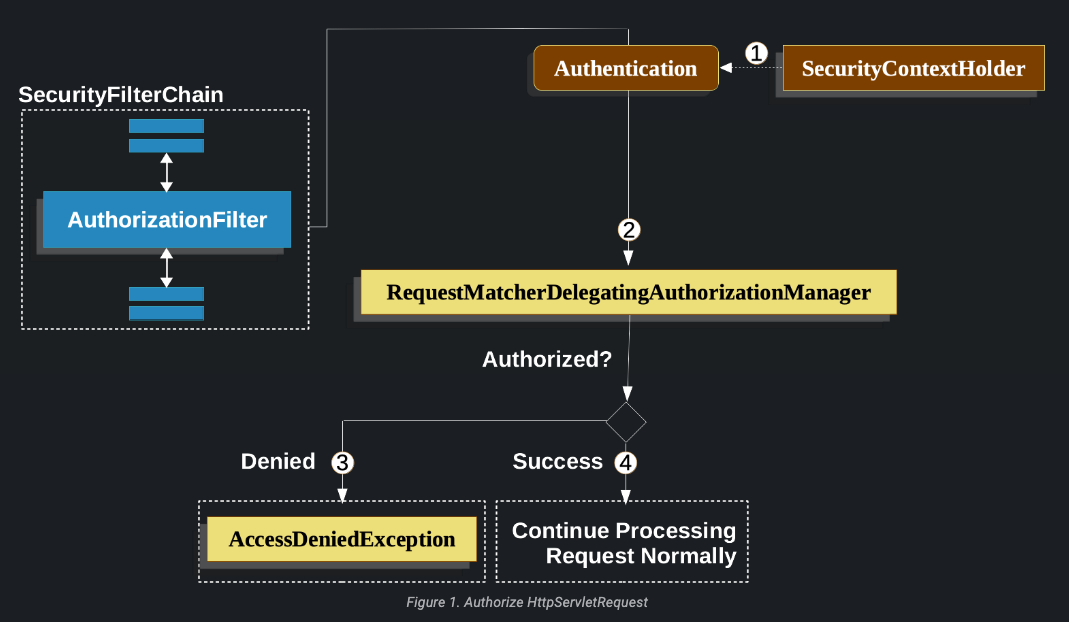 1
Authentication
SecurityContextHolder
SecurityFilterChain
AuthorizationFilter
2
RequestMatcherDelegatingAuthorizationManager
Authorized?
Denied
3
Success
4
AccessDeniedException
Continue Processing
Request Normally
Figure 1. Authorize HttpServletRequest